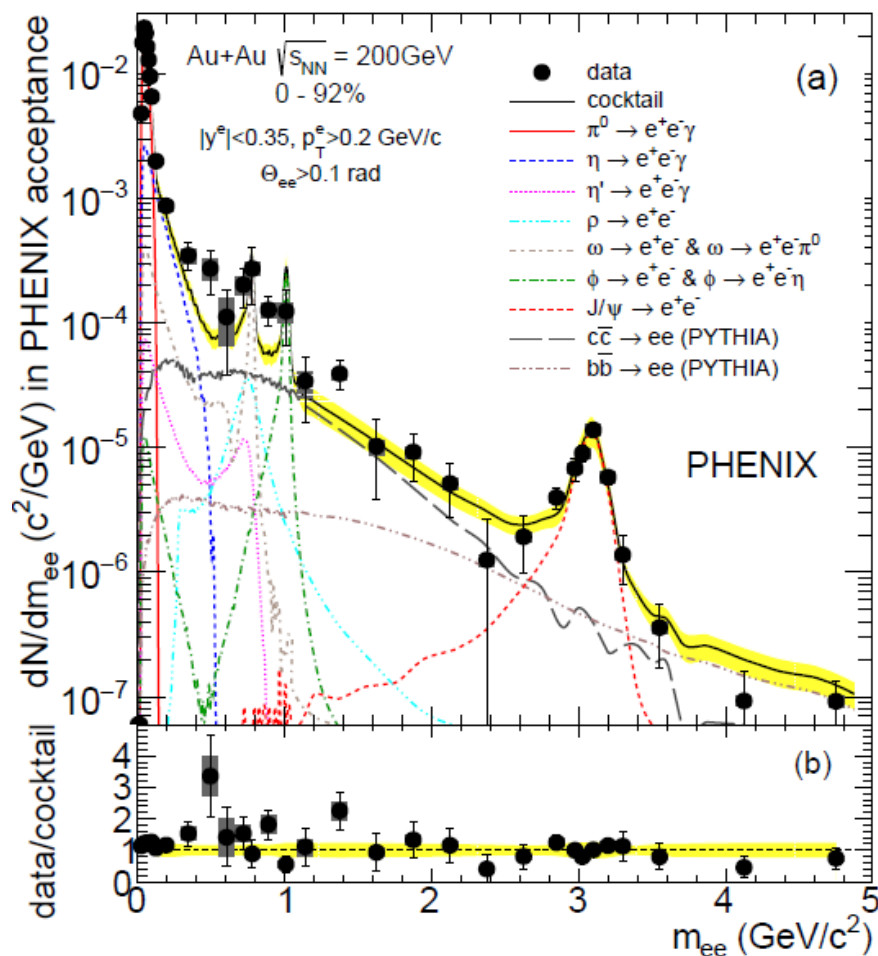 Au+Au √s_NN = 200GeV
0 - 92%
|y^e|<0.35, p_T^e>0.2 GeV/c
Θ_ee>0.1 rad
(a)
data
cocktail
π⁰ → e⁺e⁻γ
η → e⁺e⁻γ
η' → e⁺e⁻γ
ρ → e⁺e⁻
ω → e⁺e⁻ & ω → e⁺e⁻π⁰
ϕ → e⁺e⁻ & ϕ → e⁺e⁻η
J/ψ → e⁺e⁻
cc̅ → ee (PYTHIA)
bb̅ → ee (PYTHIA)
PHENIX
dN/dm_ee (c²/GeV) in PHENIX acceptance
10⁻²
10⁻³
10⁻⁴
10⁻⁵
10⁻⁶
10⁻⁷
(b)
data/cocktail
4
3
2
1
0
0 1 2 3 4 5
m_ee (GeV/c²)